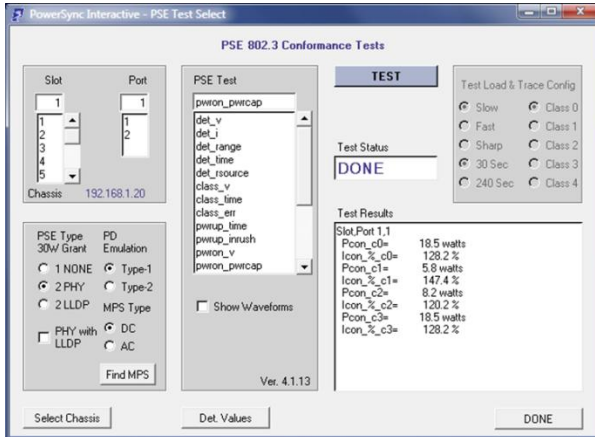 PowerSync Interactive - PSE Test Select
PSE 802.3 Conformance Tests
Slot
Port
1
1
1
2
3
4
5
1
2
Chassis 192.168.1.20
PSE Type
30W Grant
1 NONE
2 PHY
2 LLDP
PHY with
LLDP
PD
Emulation
Type-1
Type-2
MPS Type
DC
AC
Find MPS
Select Chassis
PSE Test
pwron_pwrcap
det_v
det_i
det_range
det_time
det_rsource
class_v
class_time
class_err
pwrup_time
pwrup_inrush
pwron_v
pwron_pwrcap
Show Waveforms
Ver. 4.1.13
Det. Values
TEST
Test Status
DONE
Test Load & Trace Config
Slow
Fast
Sharp
30 Sec
240 Sec
Class 0
Class 1
Class 2
Class 3
Class 4
Test Results
Slot,Port 1,1
Pcon_c0= 18.5 watts
Icon_%_c0= 128.2 %
Pcon_c1= 5.8 watts
Icon_%_c1= 147.4 %
Pcon_c2= 8.2 watts
Icon_%_c2= 120.2 %
Pcon_c3= 18.5 watts
Icon_%_c3= 128.2 %
DONE